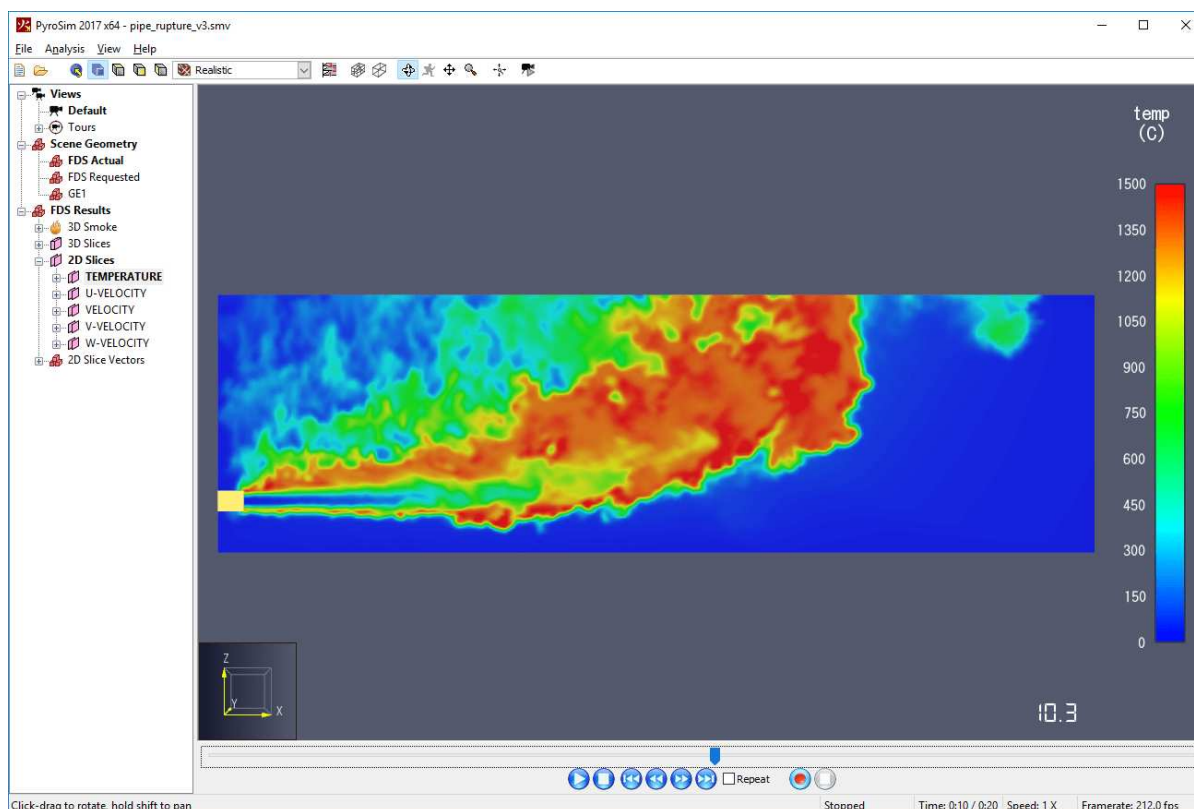 PyroSim 2017 x64 - pipe_rupture_v3.smv
File Analysis View Help
Realistic
Views
Default
Tours
Scene Geometry
FDS Actual
FDS Requested
GE1
FDS Results
3D Smoke
3D Slices
2D Slices
TEMPERATURE
U-VELOCITY
VELOCITY
V-VELOCITY
W-VELOCITY
2D Slice Vectors
temp
(C)
1500
1350
1200
1050
900
750
600
450
300
150
0
Z
Y
X
10.3
Repeat
Click-drag to rotate, hold shift to pan
Stopped
Time: 0:10 / 0:20
Speed: 1 X
Framerate: 212.0 fps